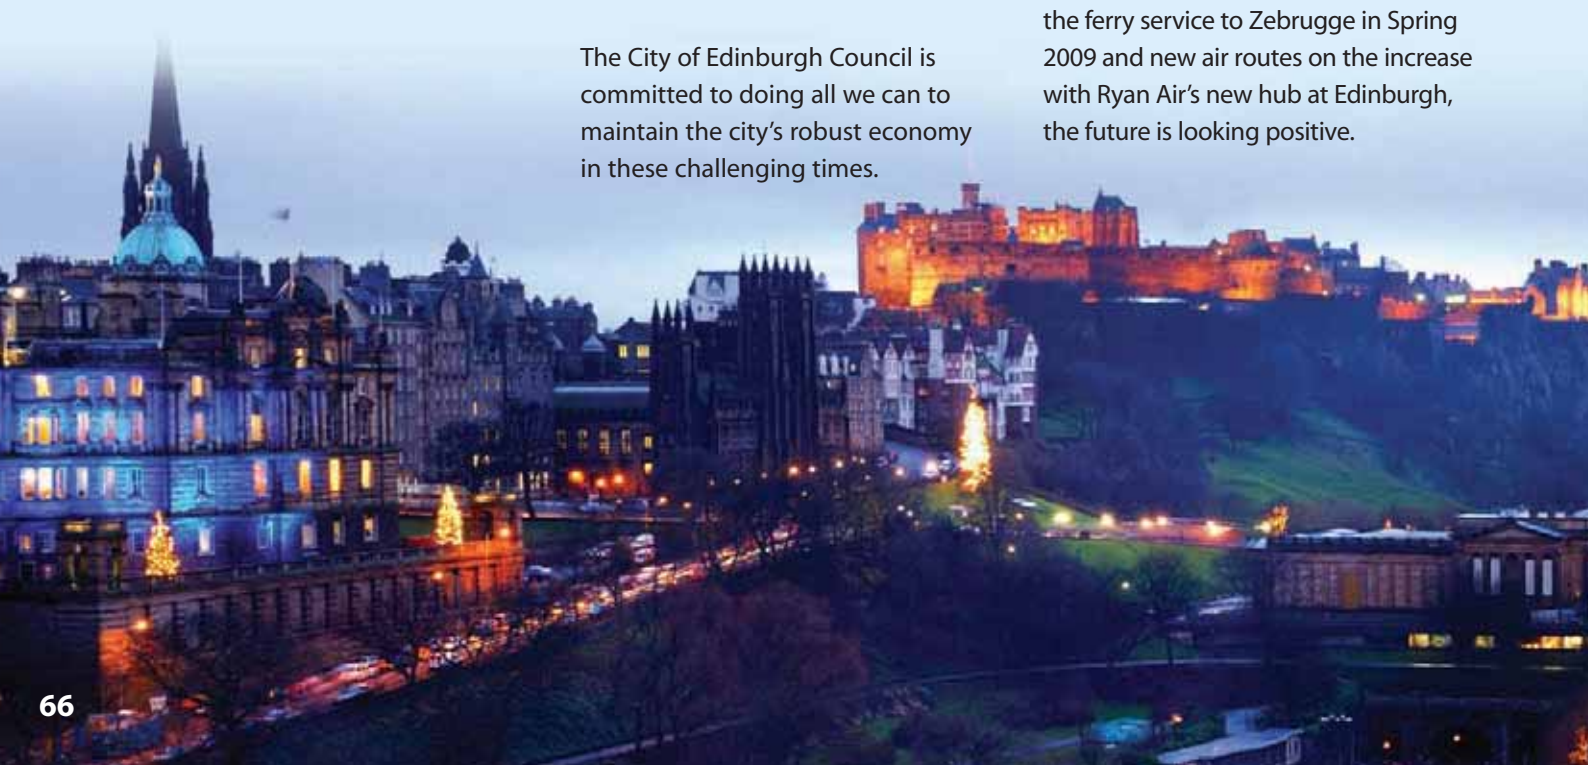 The City of Edinburgh Council is
committed to doing all we can to
maintain the city’s robust economy
in these challenging times.
the ferry service to Zebrugge in Spring
2009 and new air routes on the increase
with Ryan Air’s new hub at Edinburgh,
the future is looking positive.
66